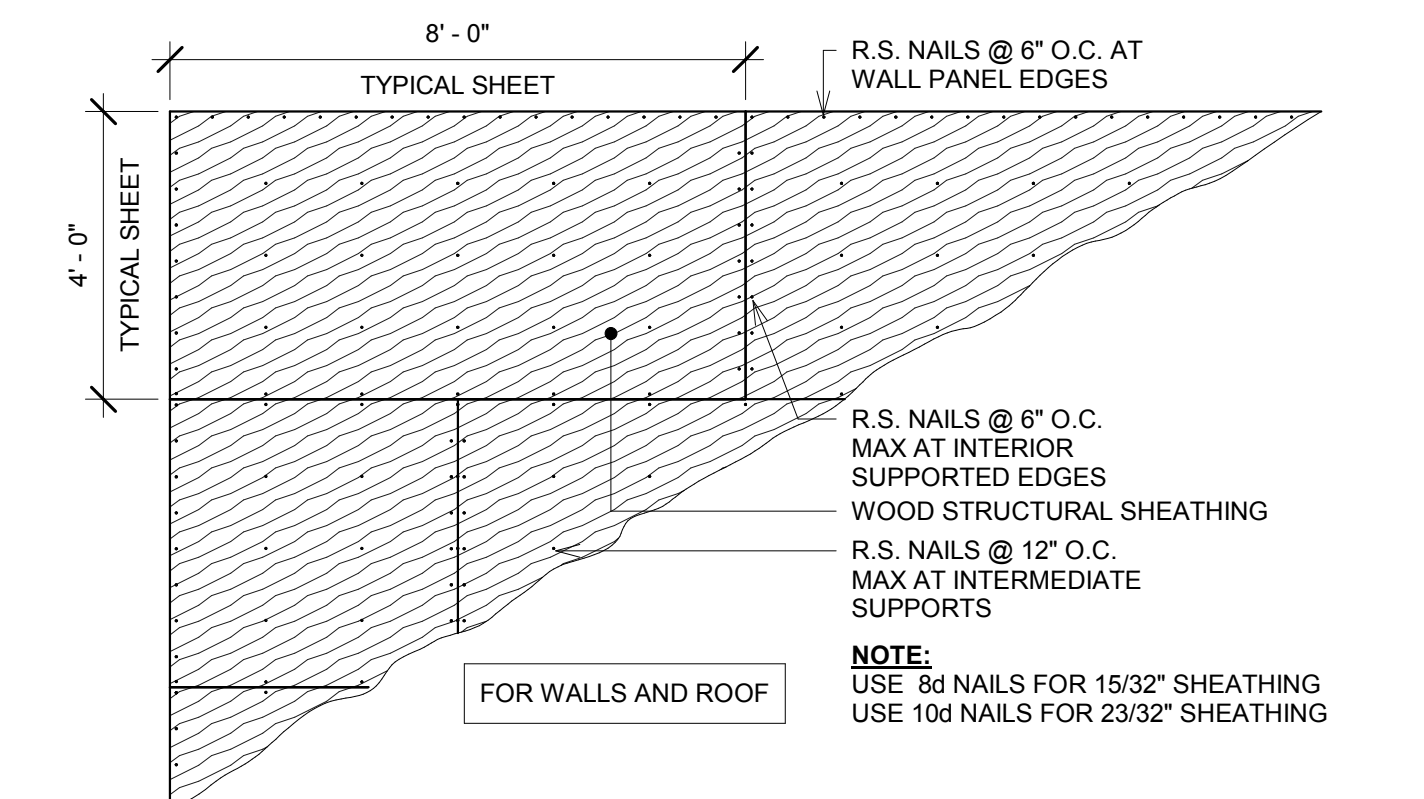 8' - 0"
TYPICAL SHEET
4' - 0"
TYPICAL SHEET
R.S. NAILS @ 6" O.C. AT
WALL PANEL EDGES
R.S. NAILS @ 6" O.C.
MAX AT INTERIOR
SUPPORTED EDGES
WOOD STRUCTURAL SHEATHING
R.S. NAILS @ 12" O.C.
MAX AT INTERMEDIATE
SUPPORTS
NOTE:
USE 8d NAILS FOR 15/32" SHEATHING
USE 10d NAILS FOR 23/32" SHEATHING
FOR WALLS AND ROOF